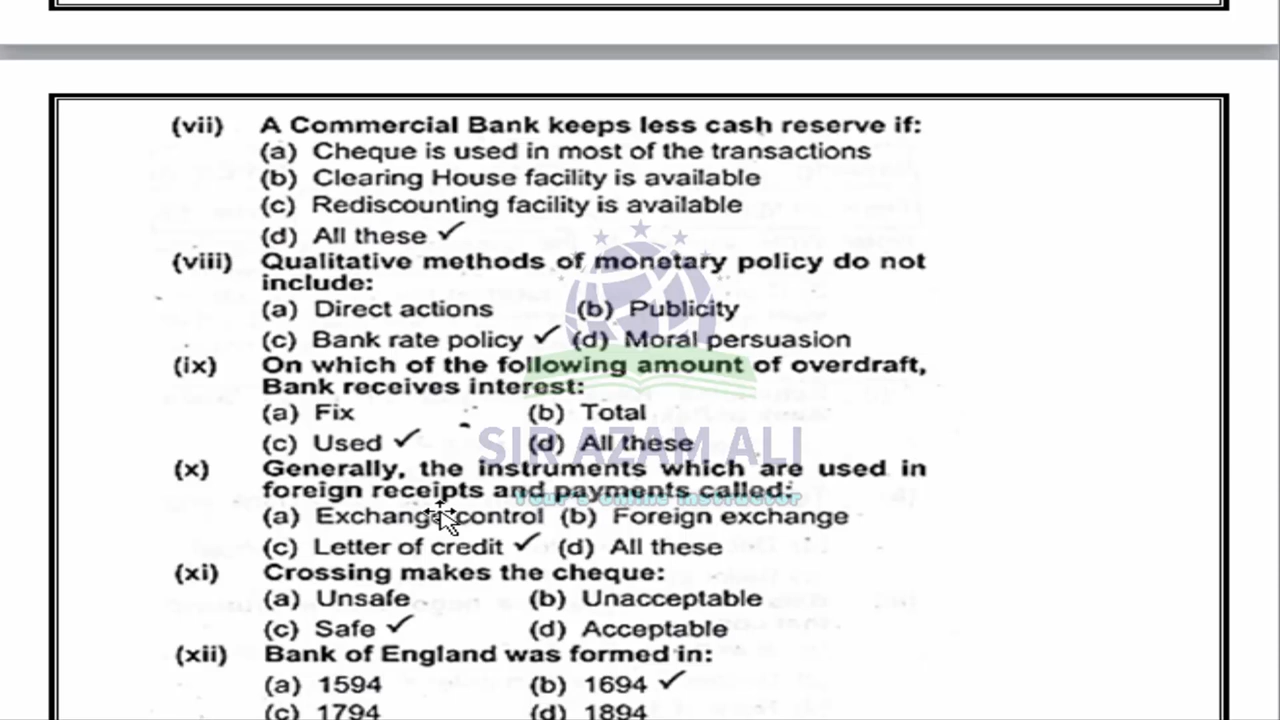 (vii) A Commercial Bank keeps less cash reserve if:
(a) Cheque is used in most of the transactions
(b) Clearing House facility is available
(c) Rediscounting facility is available
(d) All these ✓
(viii) Qualitative methods of monetary policy do not
include:
(a) Direct actions (b) Publicity
(c) Bank rate policy ✓ (d) Moral persuasion
(ix) On which of the following amount of overdraft,
Bank receives interest:
(a) Fix (b) Total
(c) Used ✓ (d) All these
SIR AZAM ALI
(x) Generally, the instruments which are used in
foreign receipts and payments called:
Your's Online Instructor
(a) Exchange control (b) Foreign exchange
(c) Letter of credit ✓ (d) All these
(xi) Crossing makes the cheque:
(a) Unsafe (b) Unacceptable
(c) Safe ✓ (d) Acceptable
(xii) Bank of England was formed in:
(a) 1594 (b) 1694 ✓
(c) 1794 (d) 1894